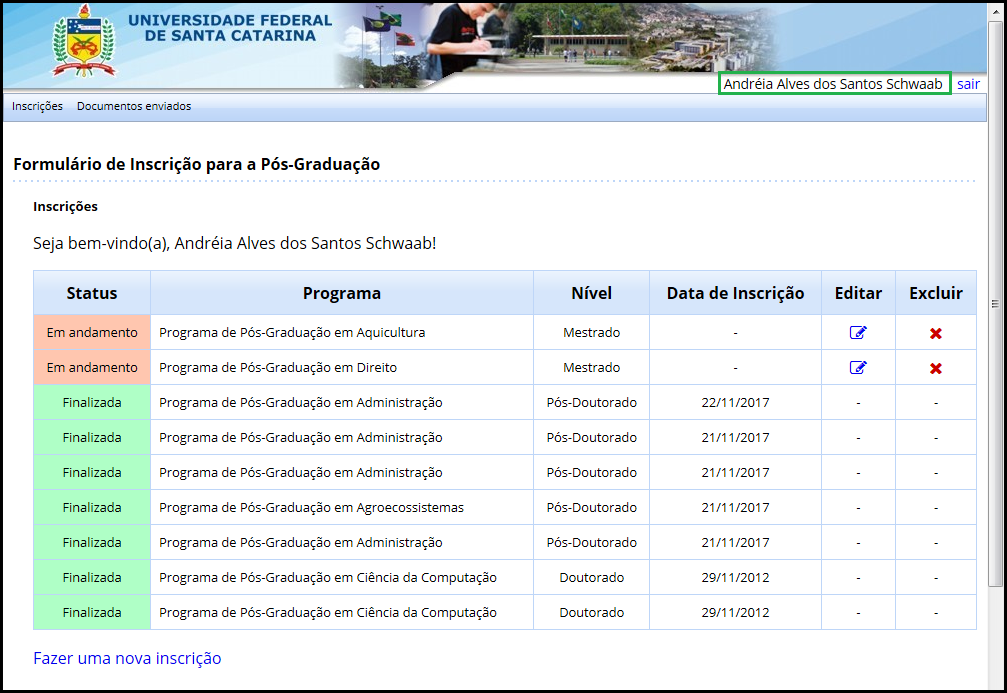 UNIVERSIDADE FEDERAL
DE SANTA CATARINA
Andréia Alves dos Santos Schwaab sair
Inscrições Documentos enviados
Formulário de Inscrição para a Pós-Graduação
Inscrições
Seja bem-vindo(a), Andréia Alves dos Santos Schwaab!
Status Programa Nível Data de Inscrição Editar Excluir
Em andamento Programa de Pós-Graduação em Aquicultura Mestrado -
Em andamento Programa de Pós-Graduação em Direito Mestrado -
Finalizada Programa de Pós-Graduação em Administração Pós-Doutorado 22/11/2017 - -
Finalizada Programa de Pós-Graduação em Administração Pós-Doutorado 21/11/2017 - -
Finalizada Programa de Pós-Graduação em Administração Pós-Doutorado 21/11/2017 - -
Finalizada Programa de Pós-Graduação em Agroecossistemas Pós-Doutorado 21/11/2017 - -
Finalizada Programa de Pós-Graduação em Administração Pós-Doutorado 21/11/2017 - -
Finalizada Programa de Pós-Graduação em Ciência da Computação Doutorado 29/11/2012 - -
Finalizada Programa de Pós-Graduação em Ciência da Computação Doutorado 29/11/2012 - -
Fazer uma nova inscrição